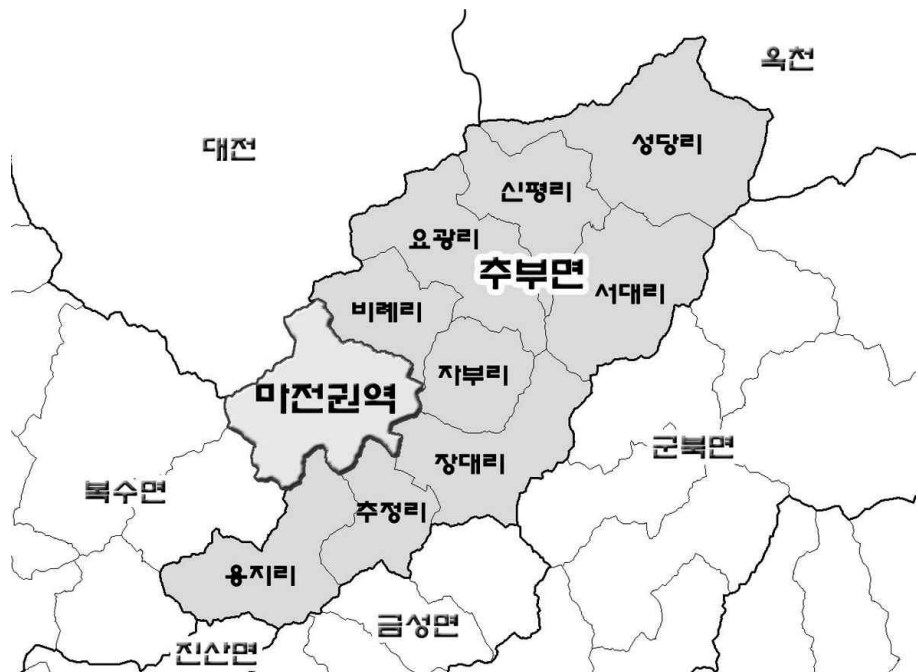 옥천
대전
성당리
신평리
요광리
추부면
서대리
비례리
자부리
마전권역
장대리
군북면
복수면
추정리
용지리
금성면
진산면